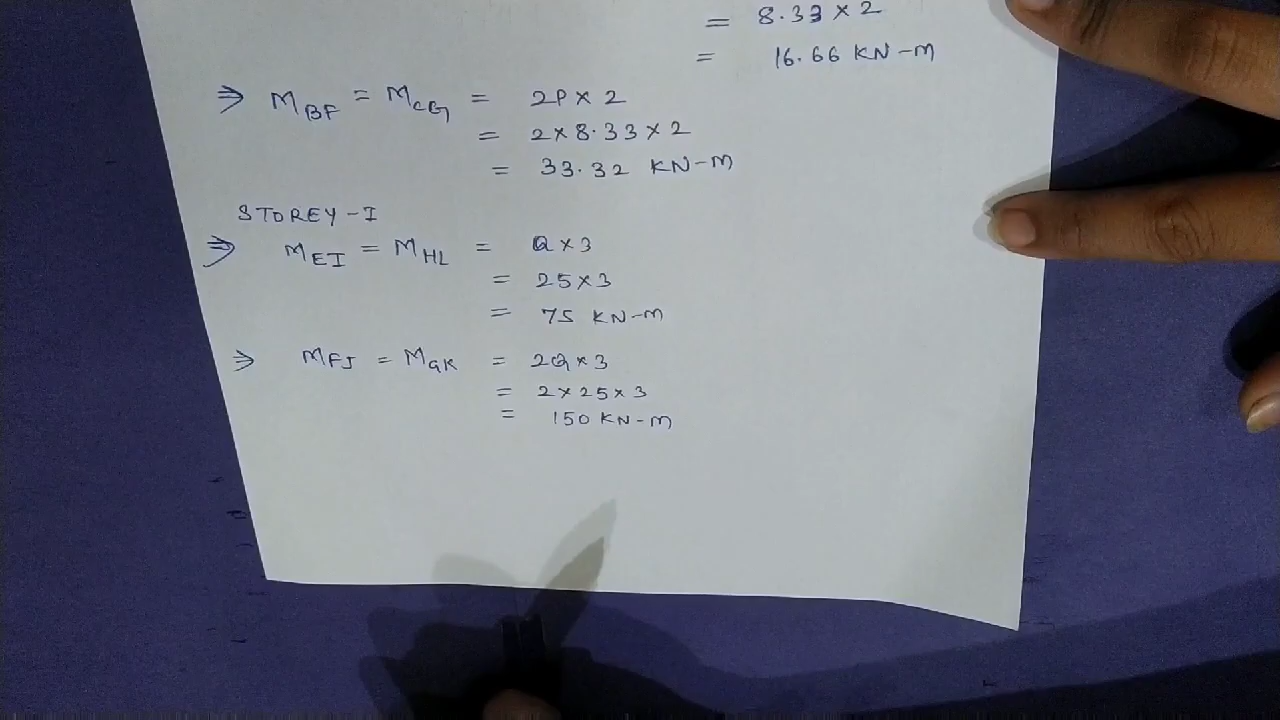 = 8.33 × 2
= 16.66 KN-m
⇒ MBF = MCG = 2P × 2
= 2 × 8.33 × 2
= 33.32 KN-m
STOREY-I
⇒ MEI = MHL = Q × 3
= 25 × 3
= 75 KN-m
⇒ MFJ = MGK = 2Q × 3
= 2 × 25 × 3
= 150 KN-m